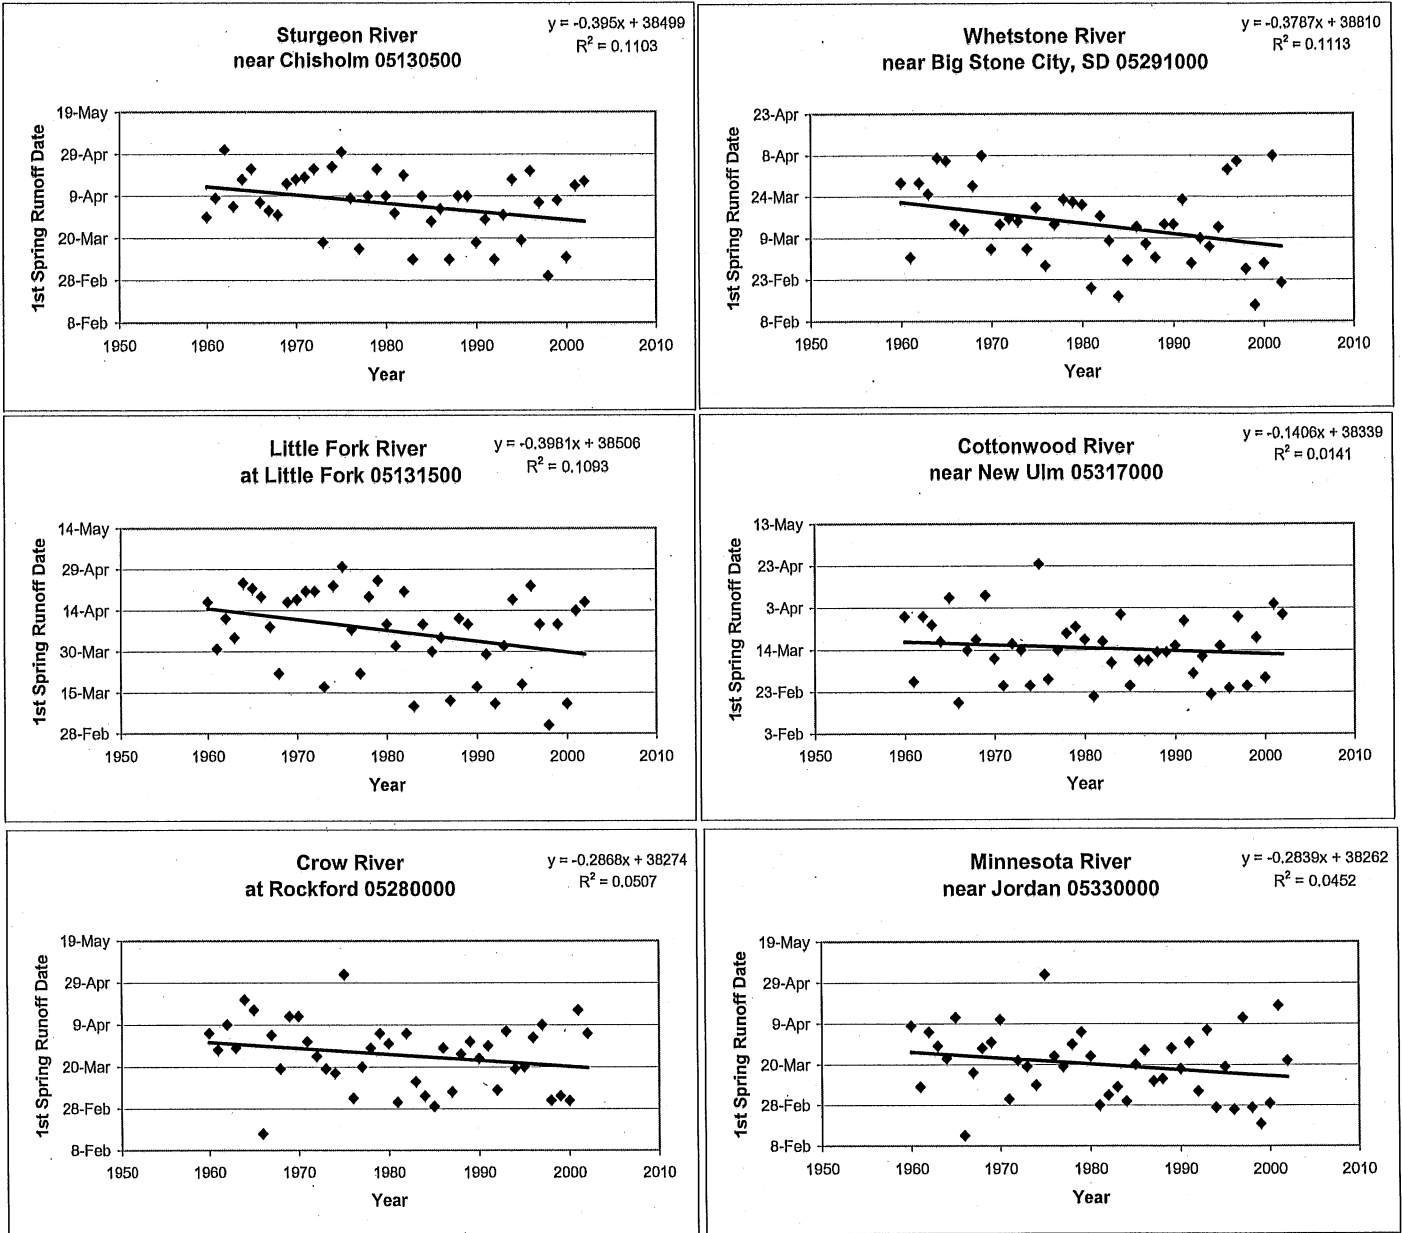 y = -0.395x + 38499
R² = 0.1103
Sturgeon River
near Chisholm 05130500
1st Spring Runoff Date
19-May
29-Apr
9-Apr
20-Mar
28-Feb
8-Feb
1950 1960 1970 1980 1990 2000 2010
Year
y = -0.3787x + 38810
R² = 0.1113
Whetstone River
near Big Stone City, SD 05291000
1st Spring Runoff Date
23-Apr
8-Apr
24-Mar
9-Mar
23-Feb
8-Feb
1950 1960 1970 1980 1990 2000 2010
Year
y = -0.3981x + 38506
R² = 0.1093
Little Fork River
at Little Fork 05131500
1st Spring Runoff Date
14-May
29-Apr
14-Apr
30-Mar
15-Mar
28-Feb
1950 1960 1970 1980 1990 2000 2010
Year
y = -0.1406x + 38339
R² = 0.0141
Cottonwood River
near New Ulm 05317000
1st Spring Runoff Date
13-May
23-Apr
3-Apr
14-Mar
23-Feb
3-Feb
1950 1960 1970 1980 1990 2000 2010
Year
y = -0.2868x + 38274
R² = 0.0507
Crow River
at Rockford 05280000
1st Spring Runoff Date
19-May
29-Apr
9-Apr
20-Mar
28-Feb
8-Feb
1950 1960 1970 1980 1990 2000 2010
Year
y = -0.2839x + 38262
R² = 0.0452
Minnesota River
near Jordan 05330000
1st Spring Runoff Date
19-May
29-Apr
9-Apr
20-Mar
28-Feb
8-Feb
1950 1960 1970 1980 1990 2000 2010
Year